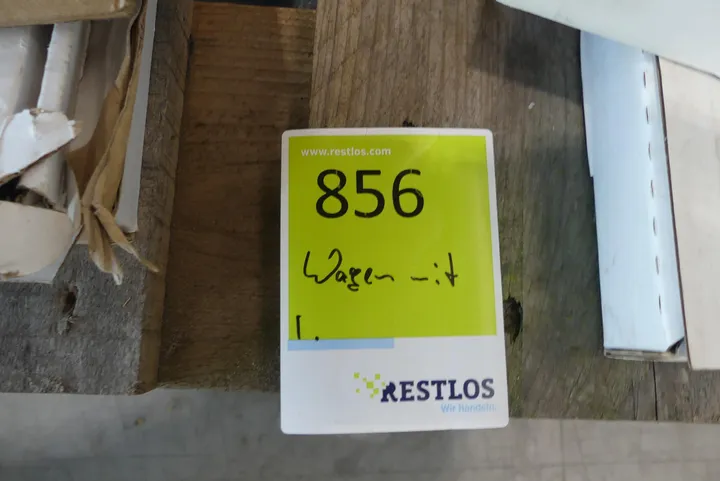 www.restlos.com
856
Wagen mit
I.
RESTLOS
Wir handeln.